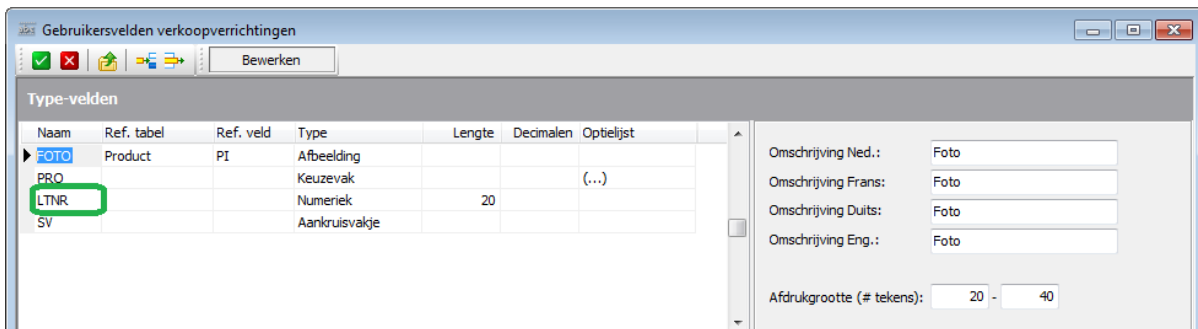 Gebruikersvelden verkoopverrichtingen
Bewerken
Type-velden
Naam Ref. tabel Ref. veld Type Lengte Decimalen Optielijst
FOTO Product PI Afbeelding
PRO Keuzevak (...)
LTNR Numeriek 20
SV Aankruisvakje
Omschrijving Ned.: Foto
Omschrijving Frans: Foto
Omschrijving Duits: Foto
Omschrijving Eng.: Foto
Afdrukgrootte (# tekens): 20 - 40